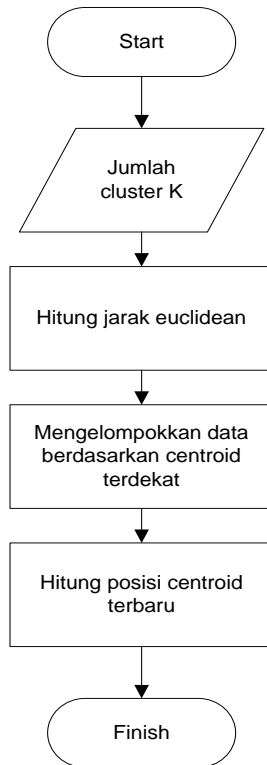 Start
Jumlah
cluster K
Hitung jarak euclidean
Mengelompokkan data
berdasarkan centroid
terdekat
Hitung posisi centroid
terbaru
Finish